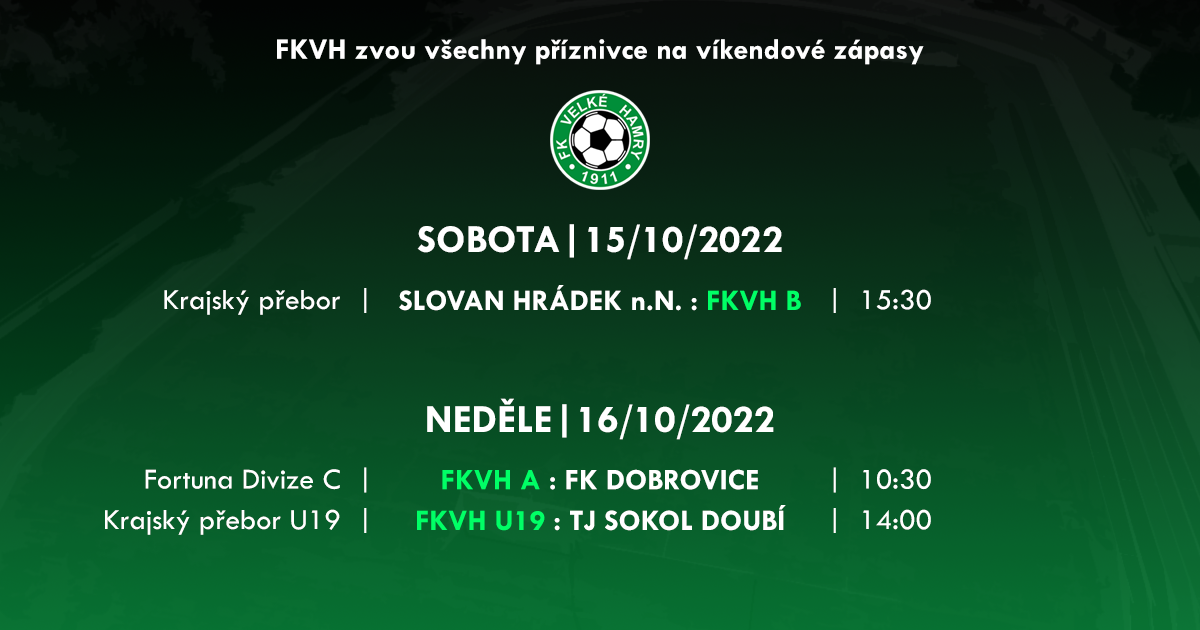 FKVH zvou všechny příznivce na víkendové zápasy
FK VELKÉ HAMRY
1911
SOBOTA | 15/10/2022
Krajský přebor | SLOVAN HRÁDEK n.N. : FKVH B | 15:30
NEDĚLE | 16/10/2022
Fortuna Divize C | FKVH A : FK DOBROVICE | 10:30
Krajský přebor U19 | FKVH U19 : TJ SOKOL DOUBÍ | 14:00